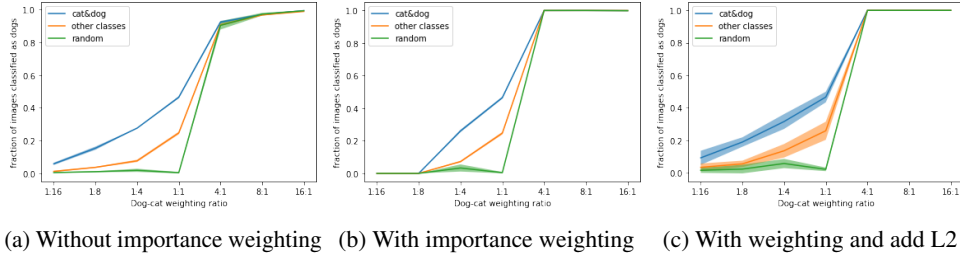 fraction of images classified as dogs
1.0
0.8
0.6
0.4
0.2
0.0
cat&dog
other classes
random
1:16 1:8 1:4 1:1 4:1 8:1 16:1
Dog-cat weighting ratio
(a) Without importance weighting
fraction of images classified as dogs
1.0
0.8
0.6
0.4
0.2
0.0
cat&dog
other classes
random
1:16 1:8 1:4 1:1 4:1 8:1 16:1
Dog-cat weighting ratio
(b) With importance weighting
fraction of images classified as dogs
1.0
0.8
0.6
0.4
0.2
0.0
cat&dog
other classes
random
1:16 1:8 1:4 1:1 4:1 8:1 16:1
Dog-cat weighting ratio
(c) With weighting and add L2